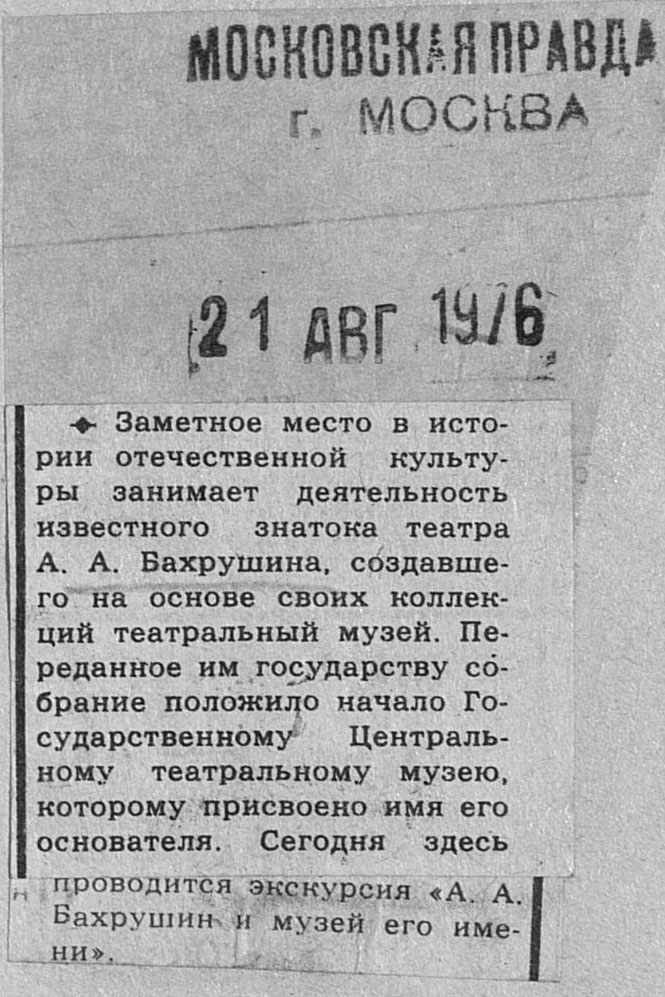 МОСКОВСКАЯ ПРАВДА
г. МОСКВА
21 АВГ 1976
Заметное место в исто-
рии отечественной культу-
ры занимает деятельность
известного знатока театра
А. А. Бахрушина, создавше-
го на основе своих коллек-
ций театральный музей. Пе-
реданное им государству со-
брание положило начало Го-
сударственному Централь-
ному театральному музею,
которому присвоено имя его
основателя. Сегодня здесь
проводится экскурсия «А. А.
Бахрушин и музей его име-
ни».